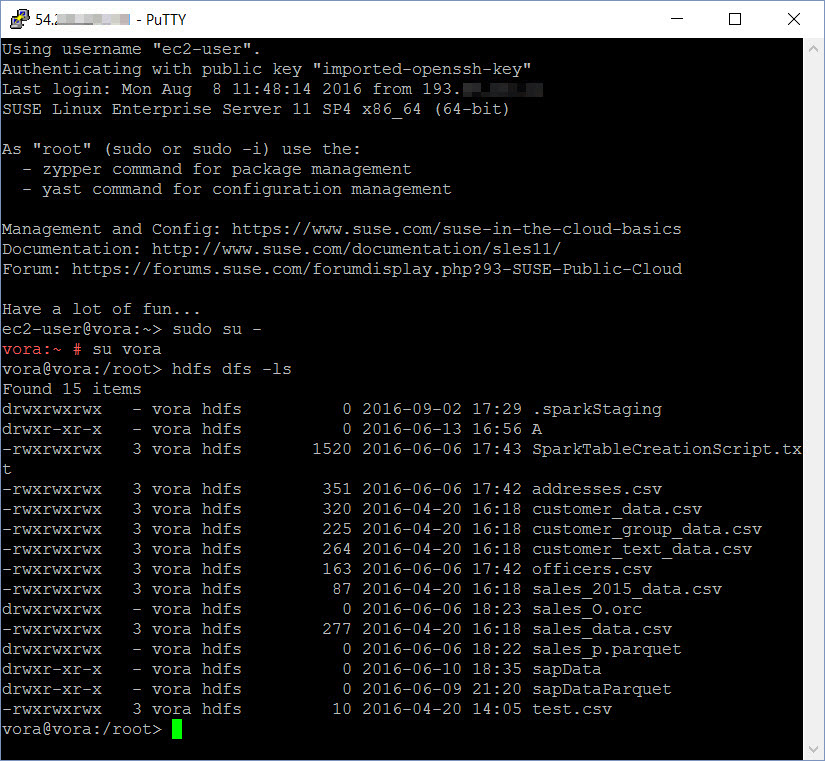 54. - PuTTY
Using username "ec2-user".
Authenticating with public key "imported-openssh-key"
Last login: Mon Aug  8 11:48:14 2016 from 193.
SUSE Linux Enterprise Server 11 SP4 x86_64 (64-bit)
As "root" (sudo or sudo -i) use the:
  - zypper command for package management
  - yast command for configuration management
Management and Config: https://www.suse.com/suse-in-the-cloud-basics
Documentation: http://www.suse.com/documentation/sles11/
Forum: https://forums.suse.com/forumdisplay.php?93-SUSE-Public-Cloud
Have a lot of fun...
ec2-user@vora:~> sudo su -
vora:~ # su vora
vora@vora:/root> hdfs dfs -ls
Found 15 items
drwxrwxrwx   - vora hdfs          0 2016-09-02 17:29 .sparkStaging
drwxr-xr-x   - vora hdfs          0 2016-06-13 16:56 A
-rwxrwxrwx   3 vora hdfs       1520 2016-06-06 17:43 SparkTableCreationScript.tx
t
-rwxrwxrwx   3 vora hdfs        351 2016-06-06 17:42 addresses.csv
-rwxrwxrwx   3 vora hdfs        320 2016-04-20 16:18 customer_data.csv
-rwxrwxrwx   3 vora hdfs        225 2016-04-20 16:18 customer_group_data.csv
-rwxrwxrwx   3 vora hdfs        264 2016-04-20 16:18 customer_text_data.csv
-rwxrwxrwx   3 vora hdfs        163 2016-06-06 17:42 officers.csv
-rwxrwxrwx   3 vora hdfs         87 2016-04-20 16:18 sales_2015_data.csv
drwxrwxrwx   - vora hdfs          0 2016-06-06 18:23 sales_O.orc
-rwxrwxrwx   3 vora hdfs        277 2016-04-20 16:18 sales_data.csv
drwxrwxrwx   - vora hdfs          0 2016-06-06 18:22 sales_p.parquet
drwxr-xr-x   - vora hdfs          0 2016-06-10 18:35 sapData
drwxr-xr-x   - vora hdfs          0 2016-06-09 21:20 sapDataParquet
-rwxrwxrwx   3 vora hdfs         10 2016-04-20 14:05 test.csv
vora@vora:/root>